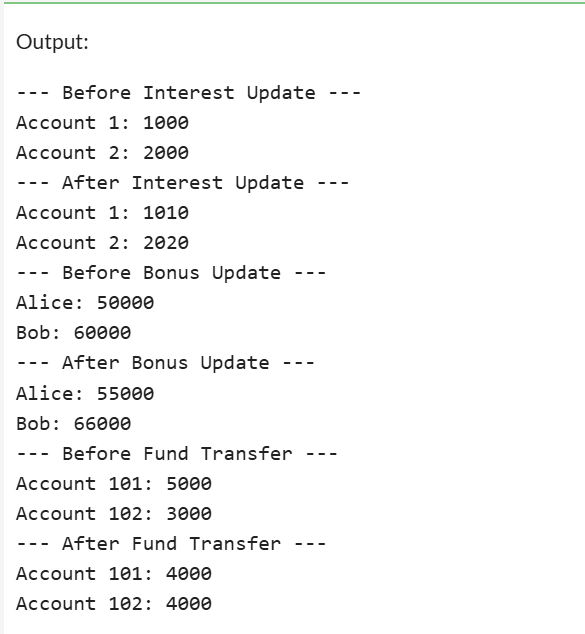 Output:
--- Before Interest Update ---
Account 1: 1000
Account 2: 2000
--- After Interest Update ---
Account 1: 1010
Account 2: 2020
--- Before Bonus Update ---
Alice: 50000
Bob: 60000
--- After Bonus Update ---
Alice: 55000
Bob: 66000
--- Before Fund Transfer ---
Account 101: 5000
Account 102: 3000
--- After Fund Transfer ---
Account 101: 4000
Account 102: 4000